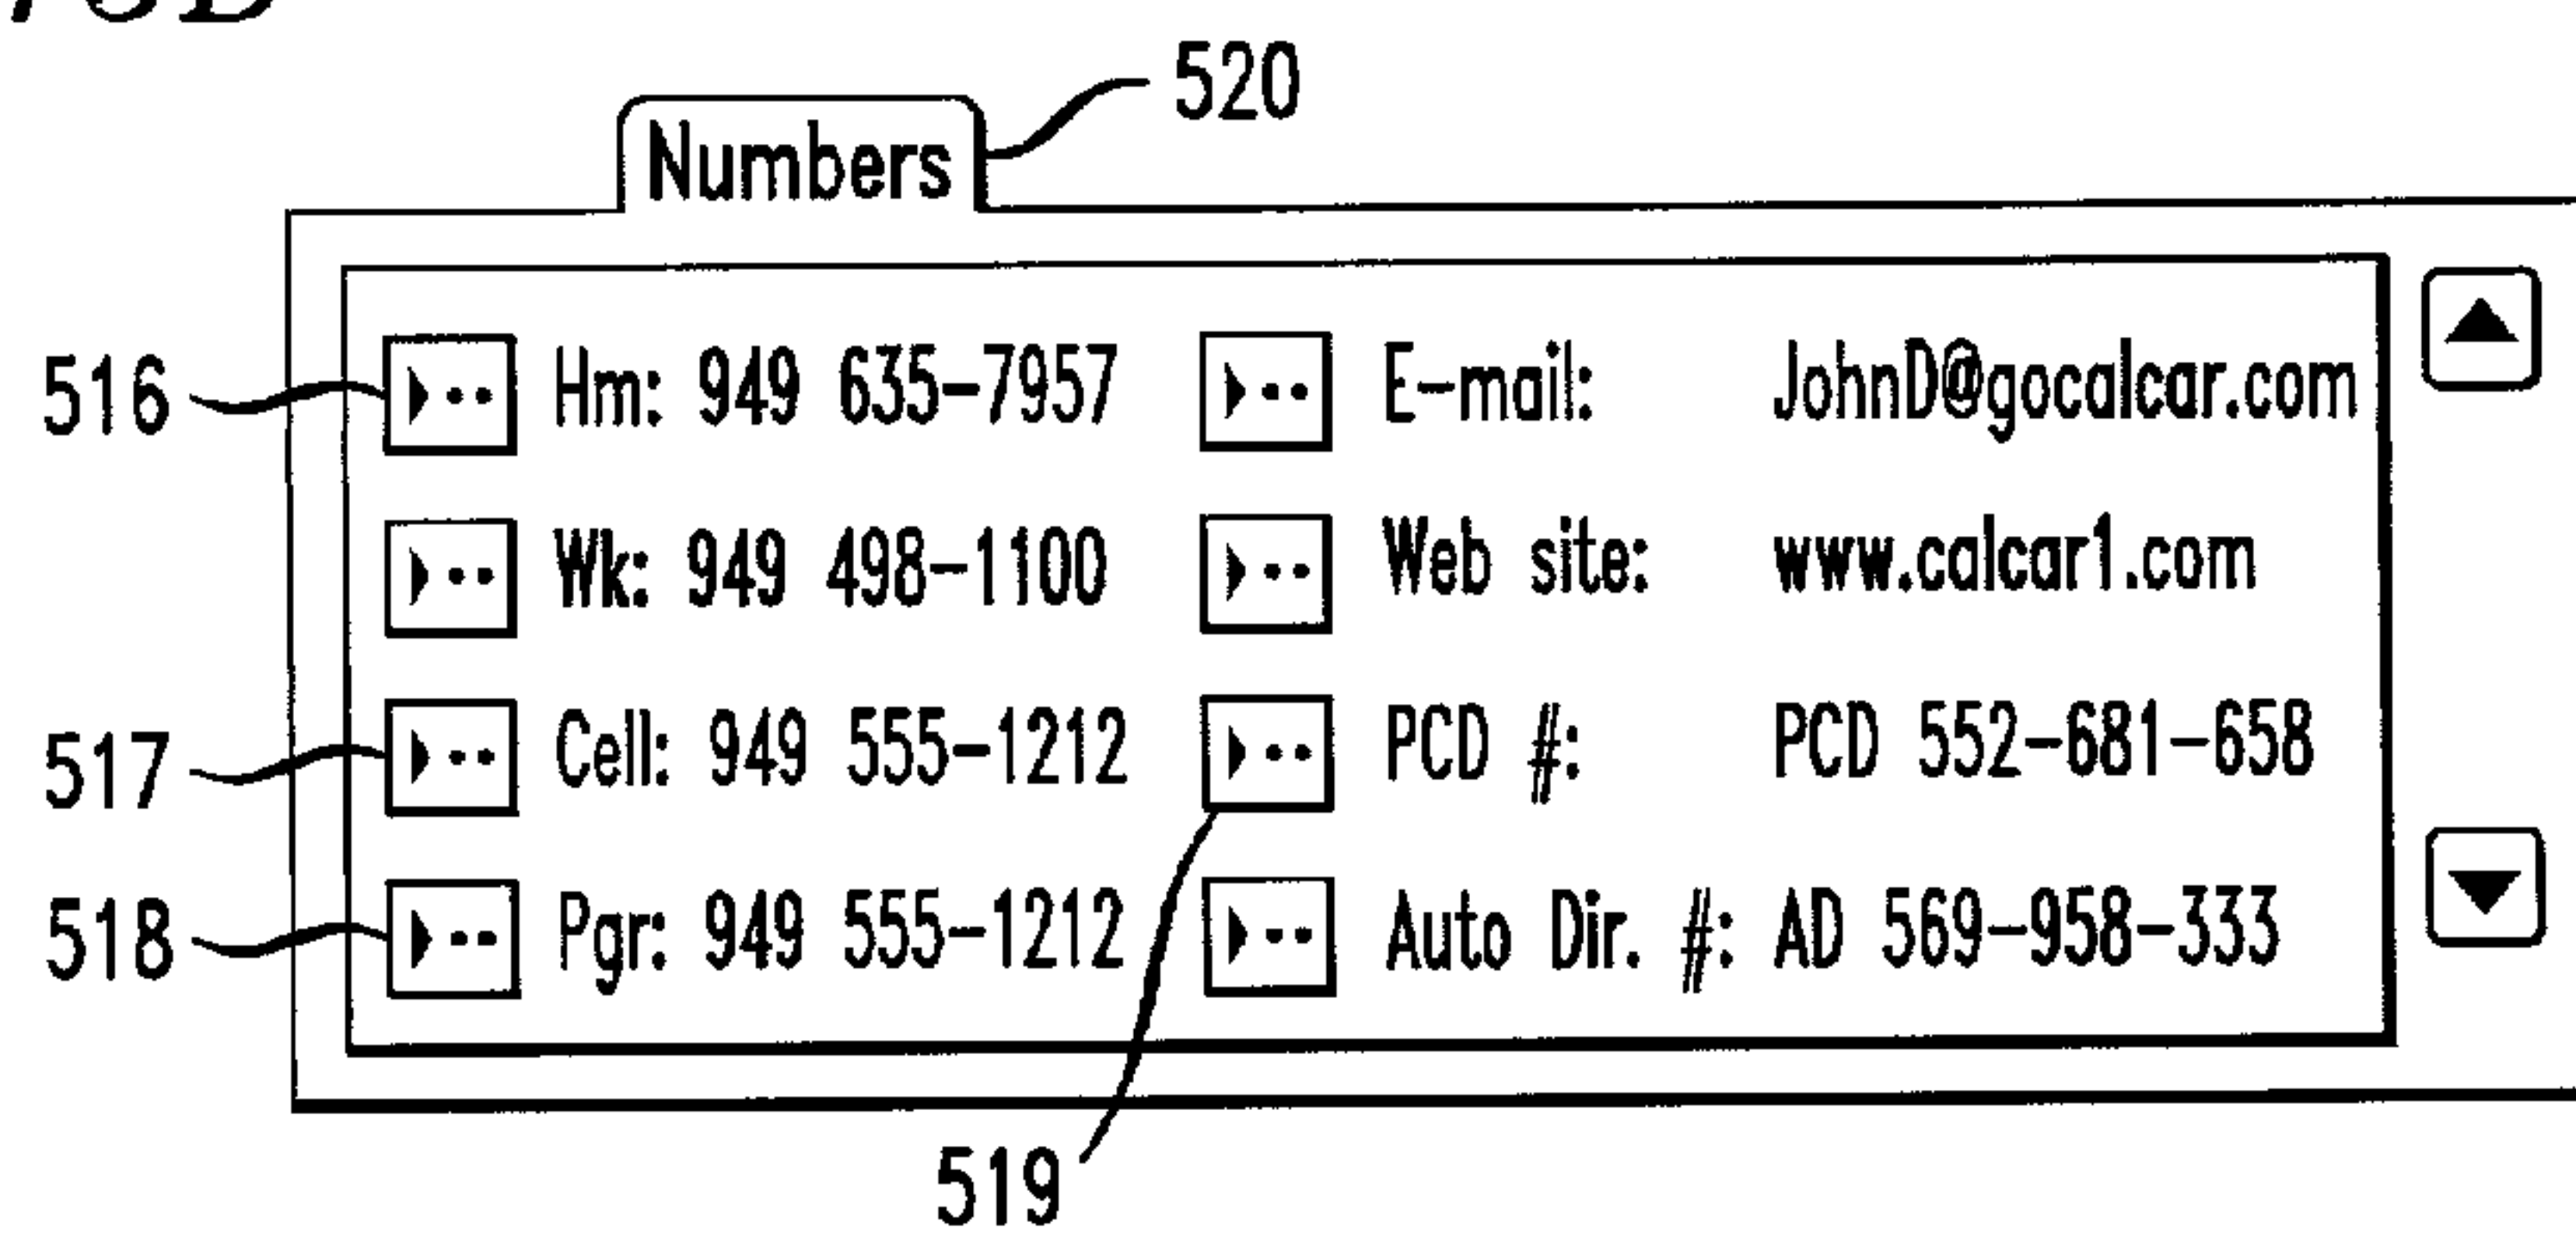 520
Numbers
516 Hm: 949 635-7957 E-mail: JohnD@gocalcar.com
Wk: 949 498-1100 Web site: www.calcar1.com
517 Cell: 949 555-1212 PCD #: PCD 552-681-658
518 Pgr: 949 555-1212 Auto Dir. #: AD 569-958-333
519